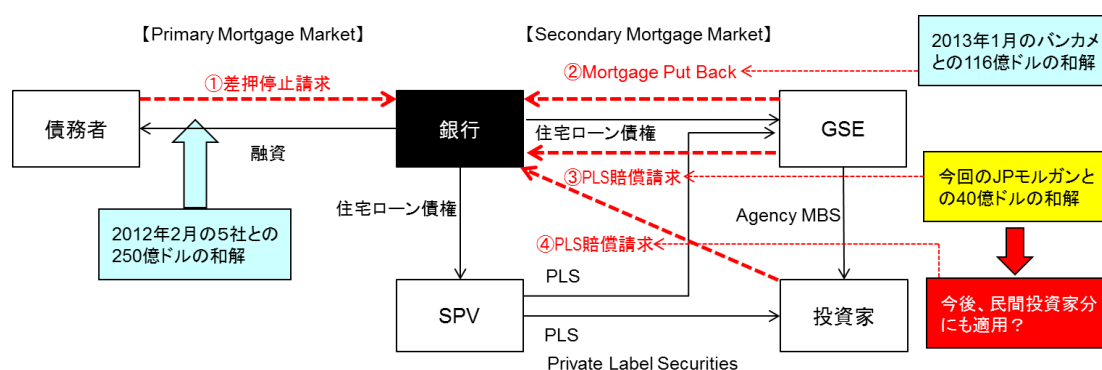 【Primary Mortgage Market】
【Secondary Mortgage Market】
2013年1月のバンカメ
との116億ドルの和解
①差押停止請求
②Mortgage Put Back
債務者
銀行
GSE
融資
住宅ローン債権
③PLS賠償請求
今回のJPモルガンと
の40億ドルの和解
住宅ローン債権
Agency MBS
2012年2月の5社との
250億ドルの和解
④PLS賠償請求
PLS
SPV
投資家
今後、民間投資家分
にも適用？
PLS
Private Label Securities